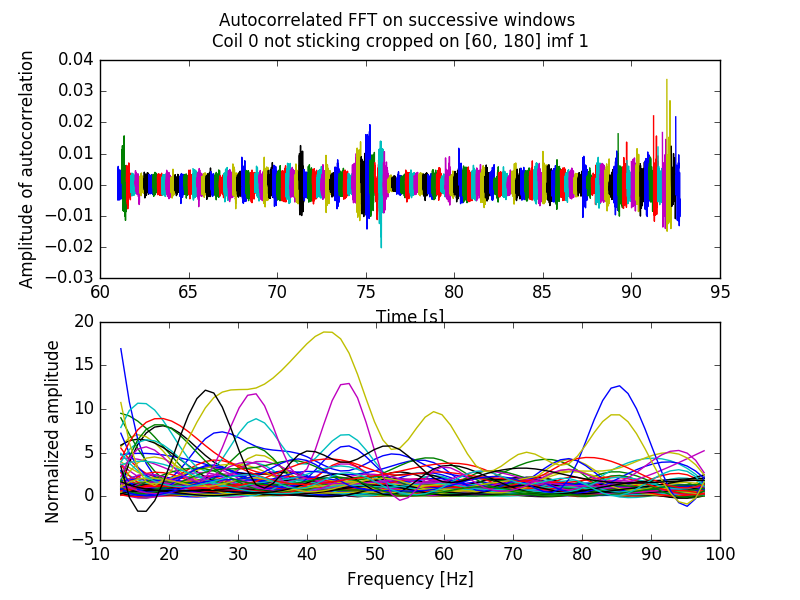 Autocorrelated FFT on successive windows
Coil 0 not sticking cropped on [60, 180] imf 1
Amplitude of autocorrelation
0.04
0.03
0.02
0.01
0.00
−0.01
−0.02
−0.03
60 65 70 75 80 85 90 95
Time [s]
Normalized amplitude
20
15
10
5
0
−5
10 20 30 40 50 60 70 80 90 100
Frequency [Hz]